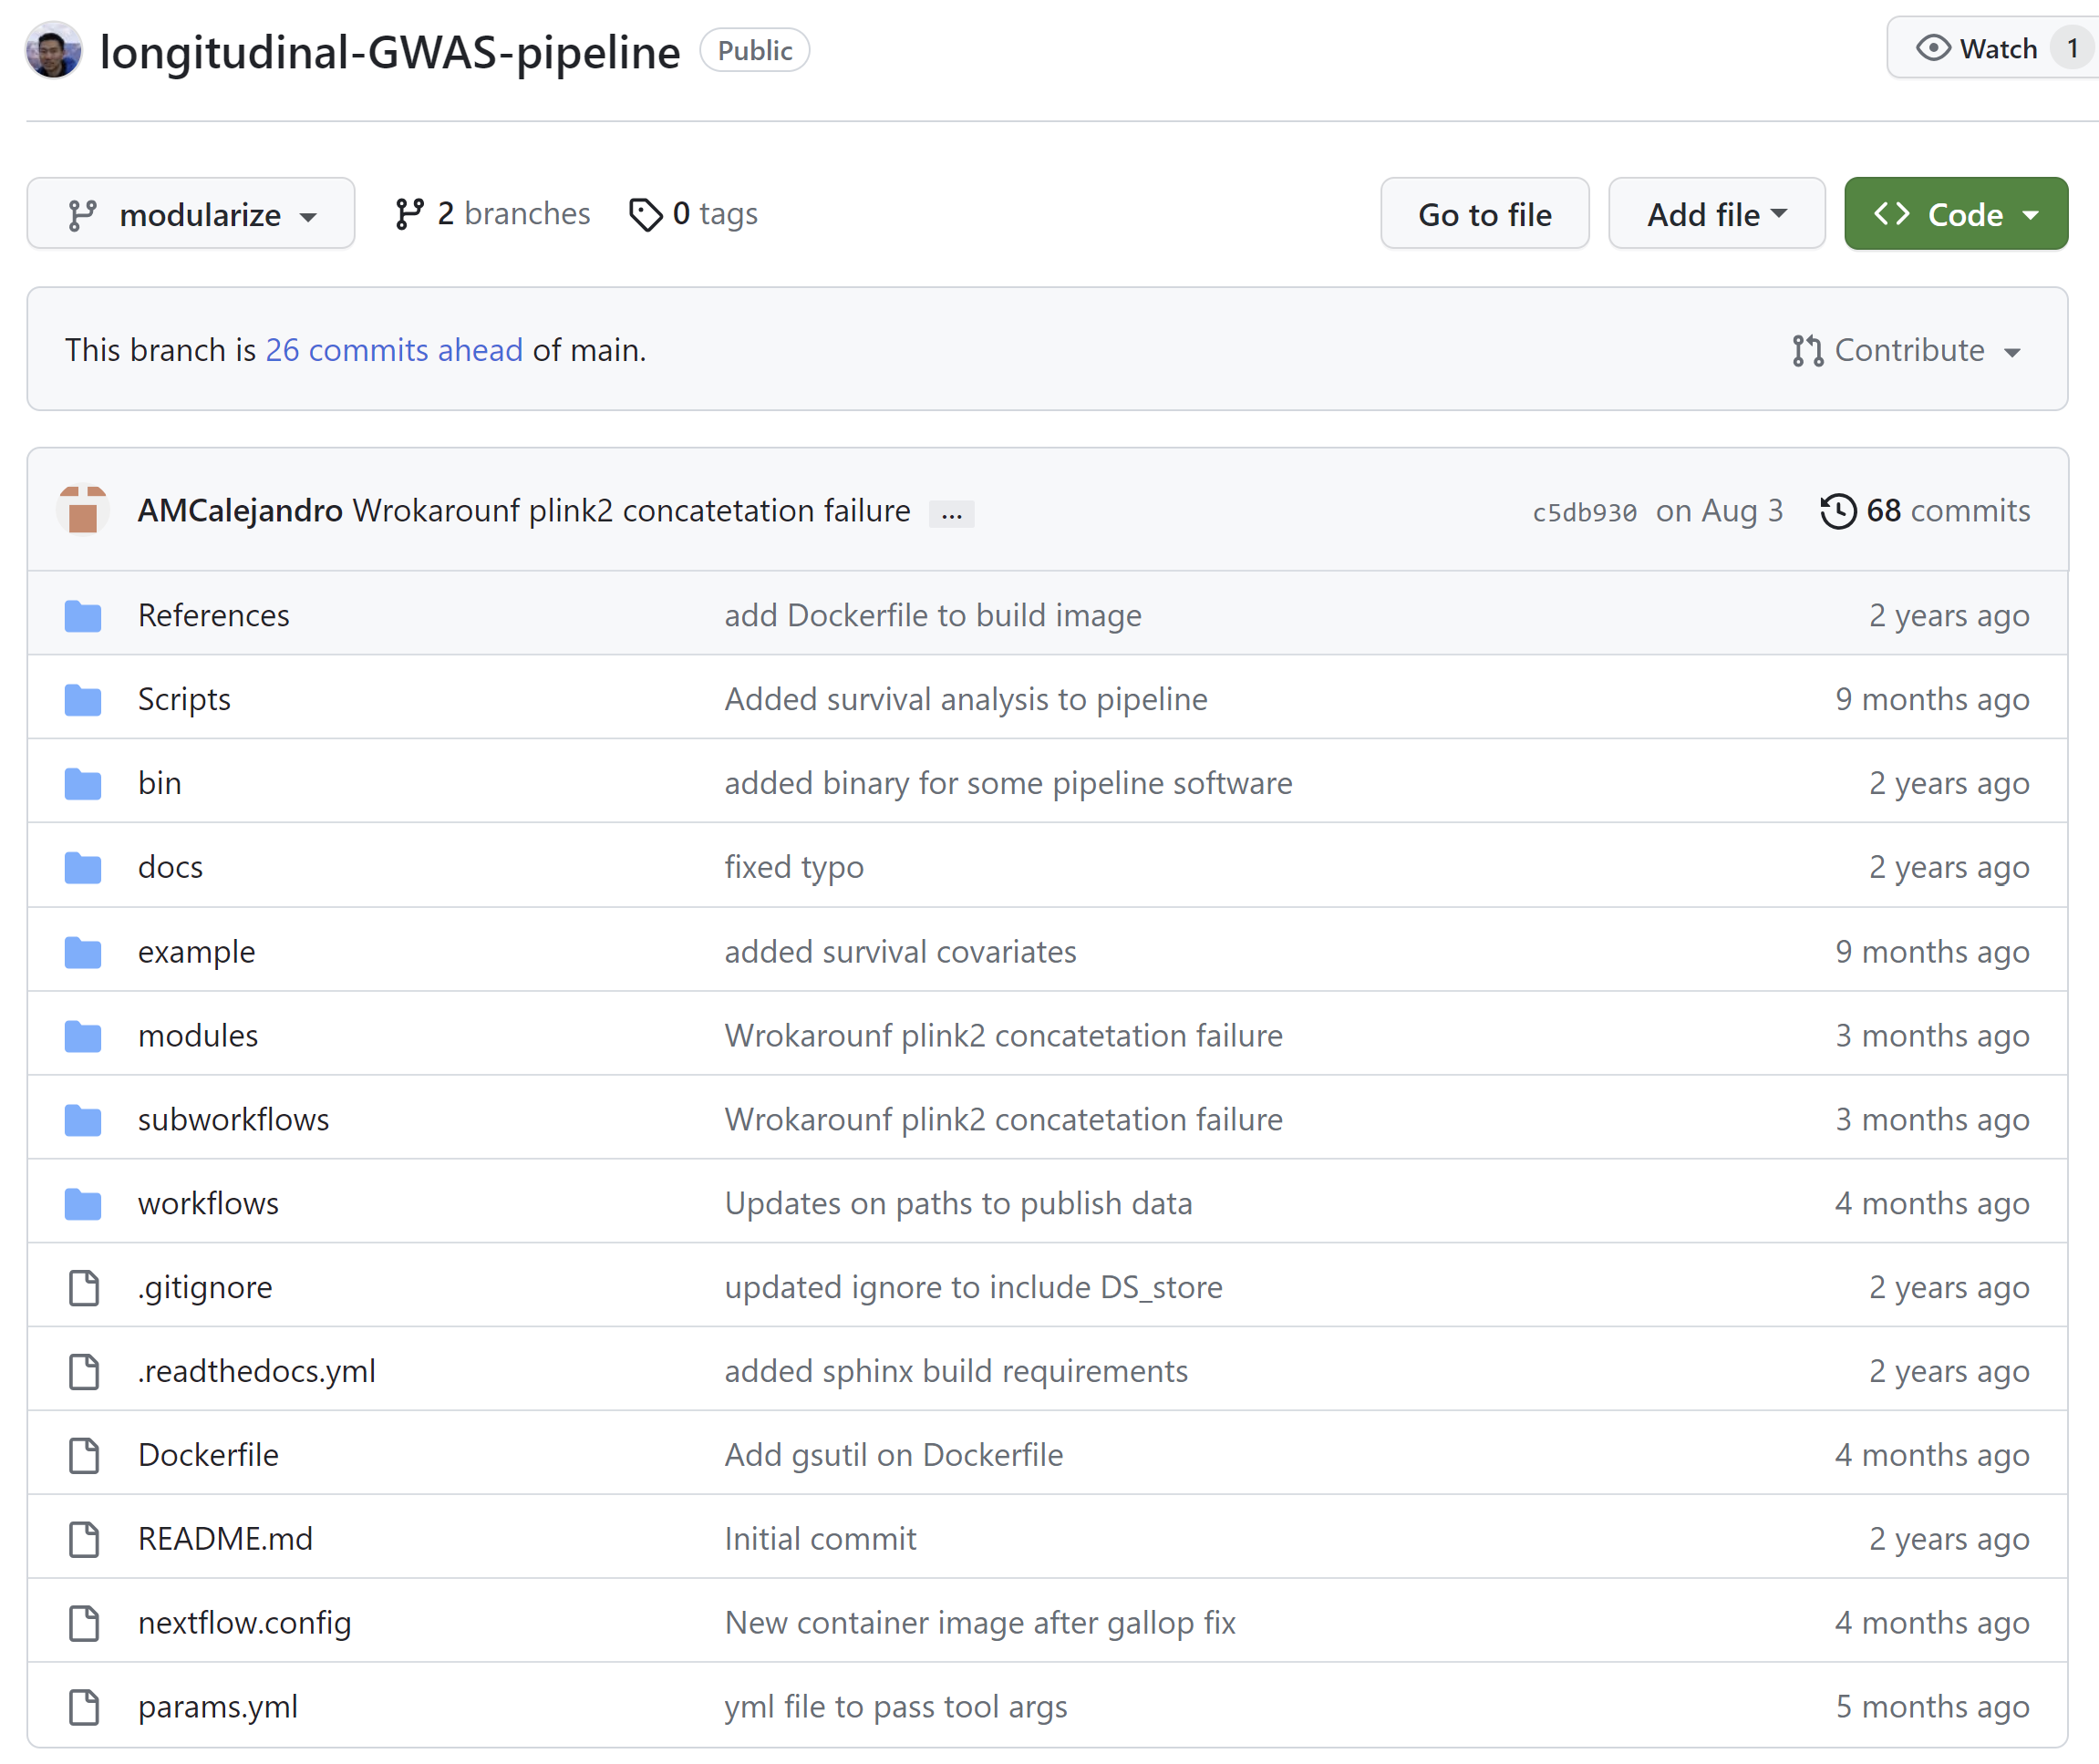 longitudinal-GWAS-pipeline Public Watch 1
modularize 2 branches 0 tags Go to file Add file Code
This branch is 26 commits ahead of main. Contribute
AMCalejandro Wrokarounf plink2 concatetation failure ... c5db930 on Aug 3 68 commits
References add Dockerfile to build image 2 years ago
Scripts Added survival analysis to pipeline 9 months ago
bin added binary for some pipeline software 2 years ago
docs fixed typo 2 years ago
example added survival covariates 9 months ago
modules Wrokarounf plink2 concatetation failure 3 months ago
subworkflows Wrokarounf plink2 concatetation failure 3 months ago
workflows Updates on paths to publish data 4 months ago
.gitignore updated ignore to include DS_store 2 years ago
.readthedocs.yml added sphinx build requirements 2 years ago
Dockerfile Add gsutil on Dockerfile 4 months ago
README.md Initial commit 2 years ago
nextflow.config New container image after gallop fix 4 months ago
params.yml yml file to pass tool args 5 months ago